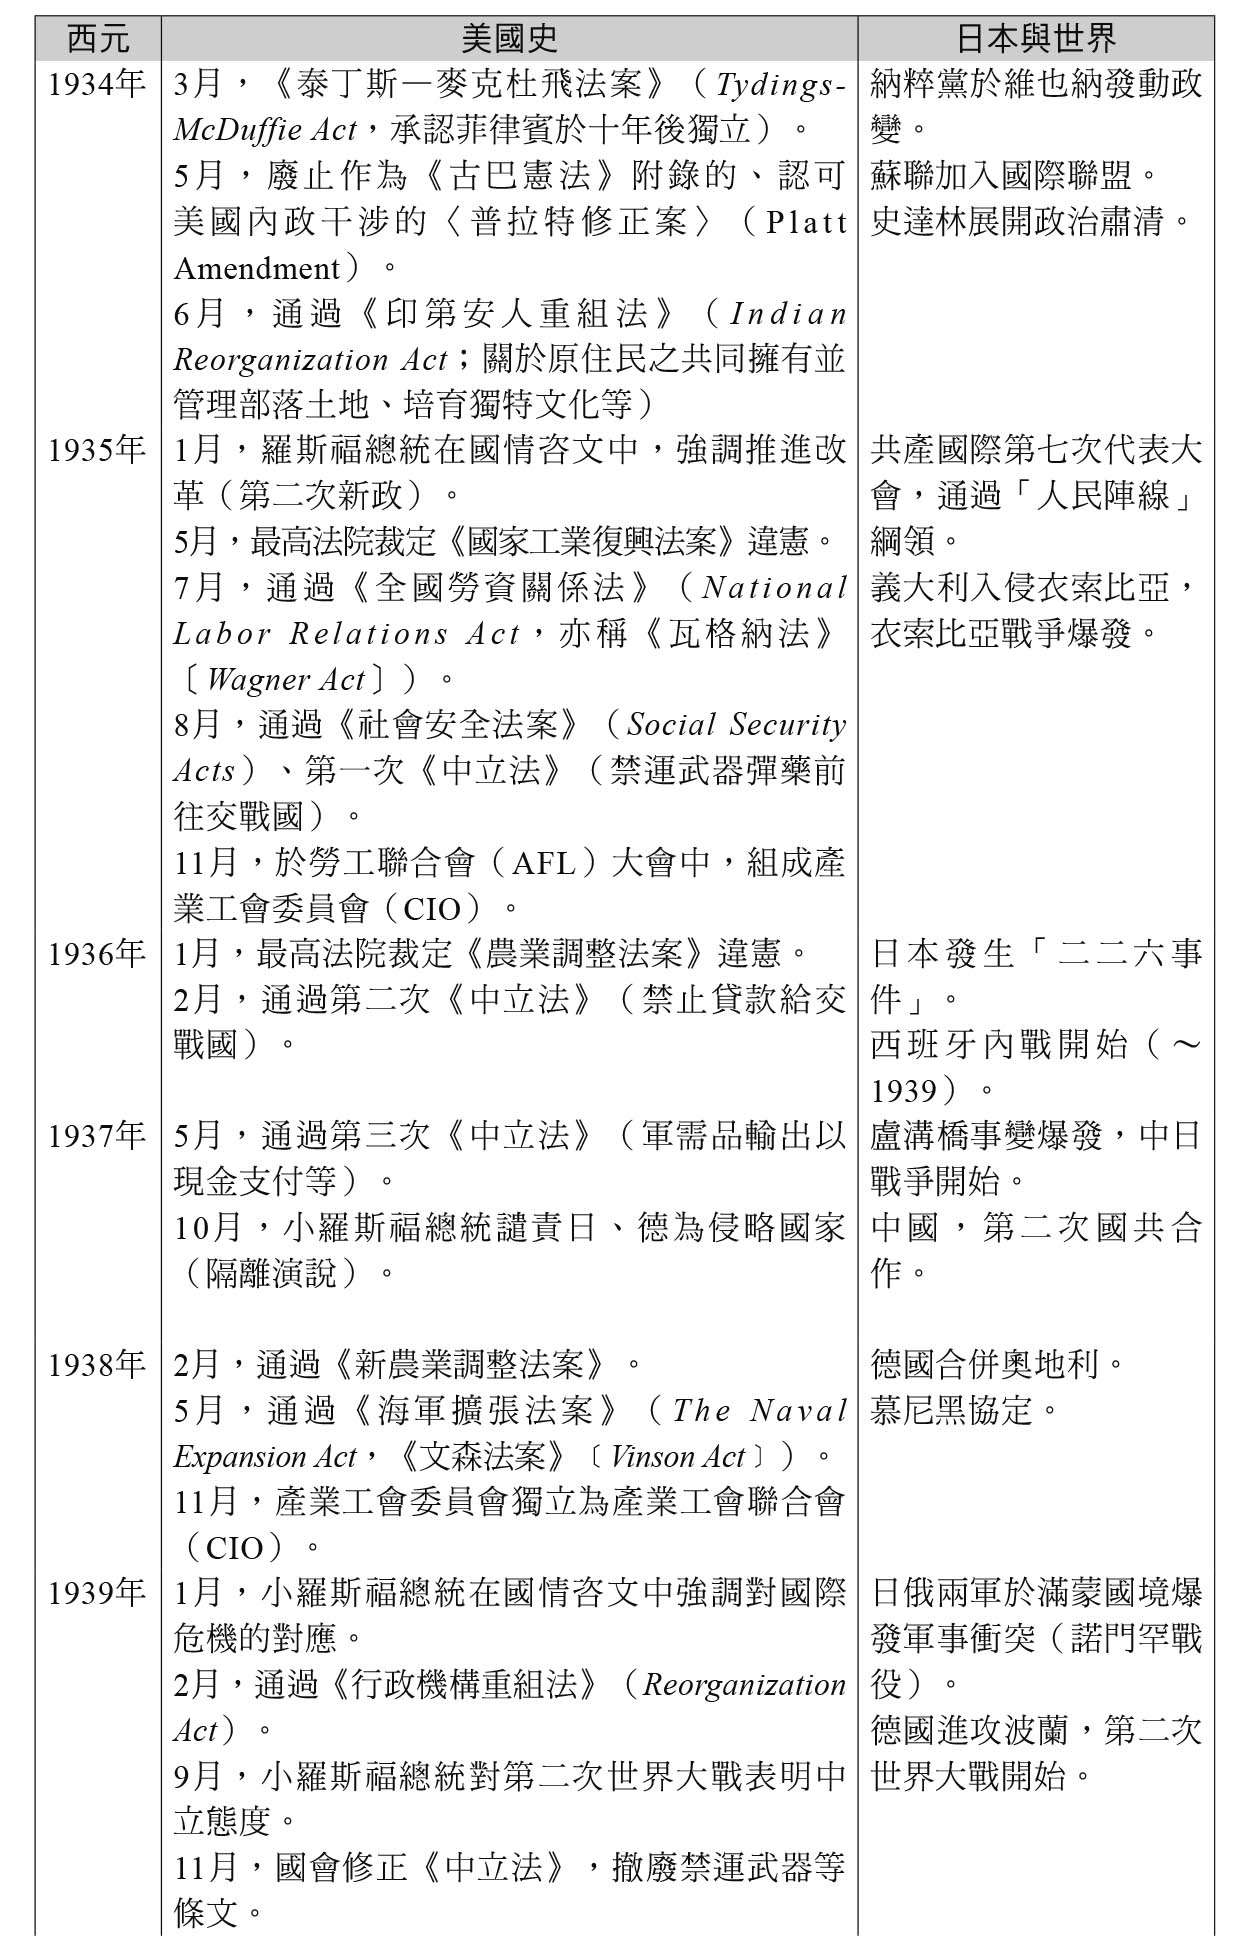 西元 美國史 日本與世界
1934年 3月，《泰丁斯－麥克杜飛法案》（Tydings-
McDuffie Act，承認菲律賓於十年後獨立）。
5月，廢止作為《古巴憲法》附錄的、認可
美國內政干涉的〈普拉特修正案〉（Platt
Amendment）。
6月，通過《印第安人重組法》（Indian
Reorganization Act；關於原住民之共同擁有並
管理部落土地、培育獨特文化等）
納粹黨於維也納發動政
變。
蘇聯加入國際聯盟。
史達林展開政治肅清。
1935年 1月，羅斯福總統在國情咨文中，強調推進改
革（第二次新政）。
5月，最高法院裁定《國家工業復興法案》違憲。
7月，通過《全國勞資關係法》（National
Labor Relations Act，亦稱《瓦格納法》
〔Wagner Act〕）。
8月，通過《社會安全法案》（Social Security
Acts）、第一次《中立法》（禁運武器彈藥前
往交戰國）。
11月，於勞工聯合會（AFL）大會中，組成產
業工會委員會（CIO）。
共產國際第七次代表大
會，通過「人民陣線」
綱領。
義大利入侵衣索比亞，
衣索比亞戰爭爆發。
1936年 1月，最高法院裁定《農業調整法案》違憲。
2月，通過第二次《中立法》（禁止貸款給交
戰國）。
日本發生「二二六事
件」。
西班牙內戰開始（～
1939）。
1937年 5月，通過第三次《中立法》（軍需品輸出以
現金支付等）。
10月，小羅斯福總統譴責日、德為侵略國家
（隔離演說）。
盧溝橋事變爆發，中日
戰爭開始。
中國，第二次國共合
作。
1938年 2月，通過《新農業調整法案》。
5月，通過《海軍擴張法案》（The Naval
Expansion Act，《文森法案》〔Vinson Act〕）。
11月，產業工會委員會獨立為產業工會聯合會
（CIO）。
德國合併奧地利。
慕尼黑協定。
1939年 1月，小羅斯福總統在國情咨文中強調對國際
危機的對應。
2月，通過《行政機構重組法》（Reorganization
Act）。
9月，小羅斯福總統對第二次世界大戰表明中
立態度。
11月，國會修正《中立法》，撤廢禁運武器等
條文。
日俄兩軍於滿蒙國境爆
發軍事衝突（諾門罕戰
役）。
德國進攻波蘭，第二次
世界大戰開始。